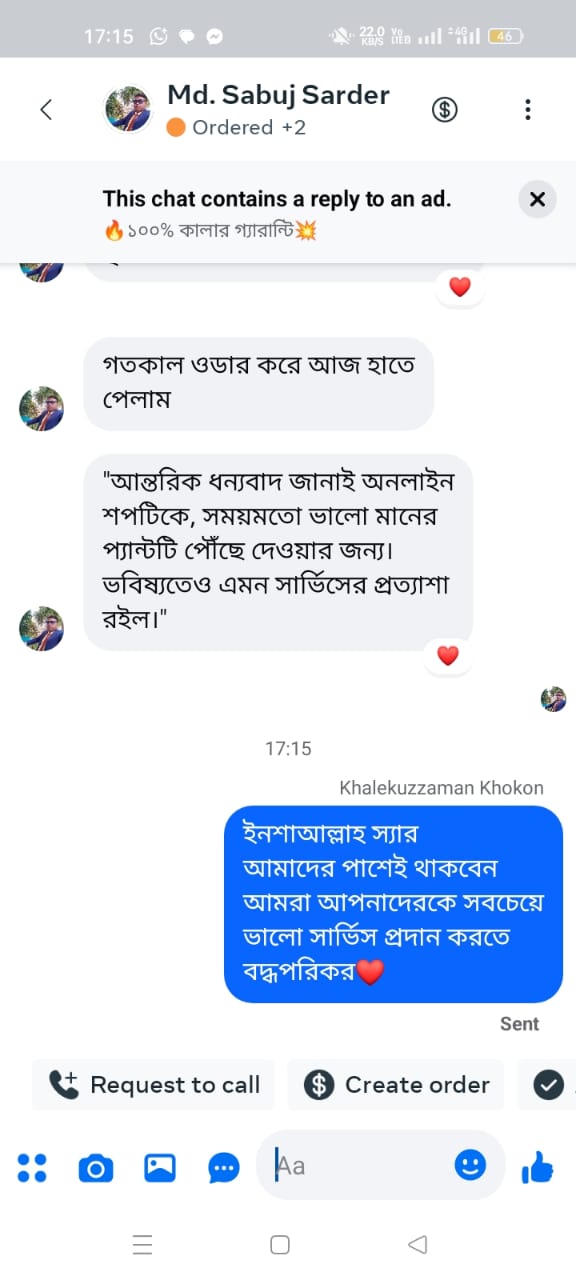 17:15
22.0 KB/S
Vo
4G
46
Md. Sabuj Sarder
Ordered +2
This chat contains a reply to an ad.
🔥১০০% কালার গ্যারান্টি💥
গতকাল ওডার করে আজ হাতে
পেলাম
"আন্তরিক ধন্যবাদ জানাই অনলাইন
শপটিকে, সময়মতো ভালো মানের
প্যান্টটি পৌঁছে দেওয়ার জন্য।
ভবিষ্যতেও এমন সার্ভিসের প্রত্যাশা
রইল।"
17:15
Khalekuzzaman Khokon
ইনশাআল্লাহ স্যার
আমাদের পাশেই থাকবেন
আমরা আপনাদেরকে সবচেয়ে
ভালো সার্ভিস প্রদান করতে
বদ্ধপরিকর❤️
Sent
Request to call
Create order
Aa